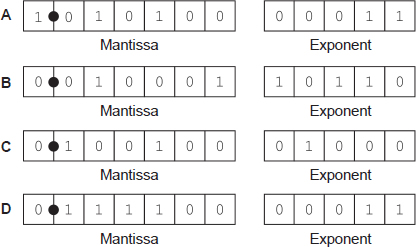 A 1 0 1 0 1 0 0 0 0 0 1 1
Mantissa Exponent
B 0 0 1 0 0 0 1 1 0 1 1 0
Mantissa Exponent
C 0 1 0 0 1 0 0 0 1 0 0 0
Mantissa Exponent
D 0 1 1 1 1 0 0 0 0 0 1 1
Mantissa Exponent